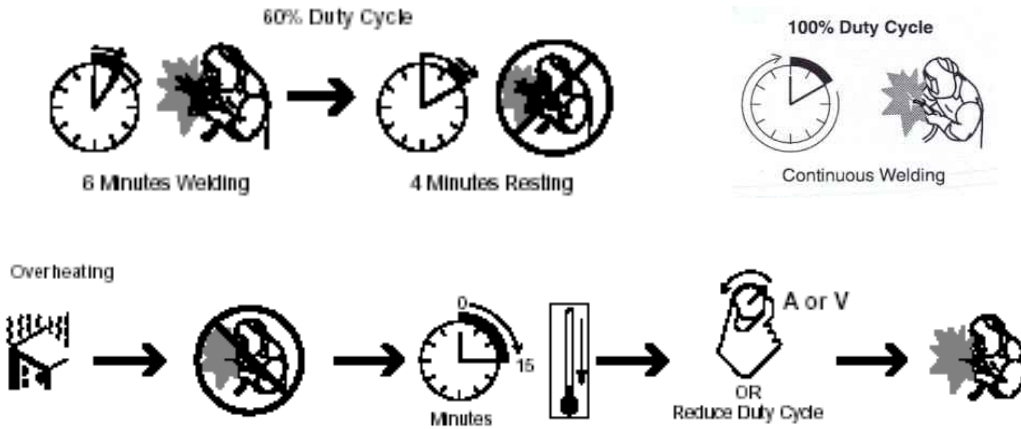 60% Duty Cycle
6 Minutes Welding
4 Minutes Resting
100% Duty Cycle
Continuous Welding
Overheating
0
15
Minutes
A or V
OR
Reduce Duty Cycle